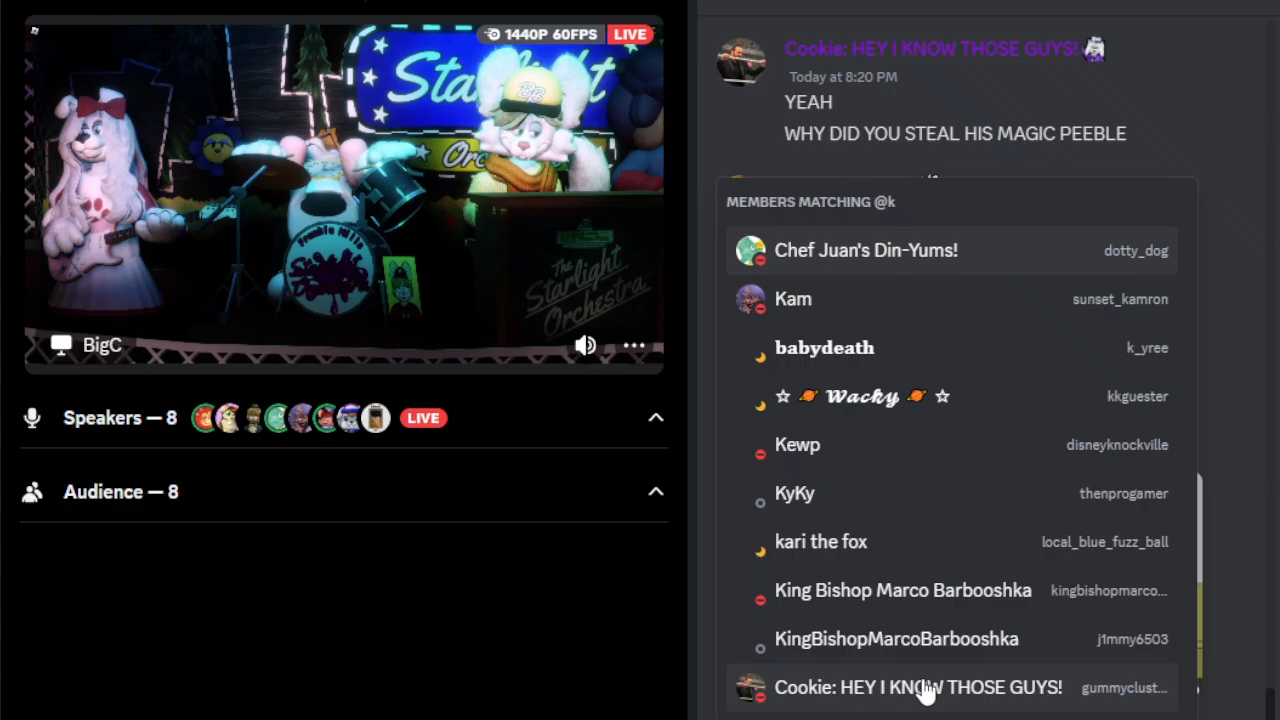 1440P 60FPS LIVE
Starlight
BB
Orc
The
Starlight
Orchestra
BigC
Speakers — 8 LIVE
Audience — 8
Cookie: HEY I KNOW THOSE GUYS!
Today at 8:20 PM
YEAH
WHY DID YOU STEAL HIS MAGIC PEEBLE
MEMBERS MATCHING @k
Chef Juan's Din-Yums! dotty_dog
Kam sunset_kamron
babydeath k_yree
☆ 🪐 Wacky 🪐 ☆ kkguester
Kewp disneyknockville
KyKy thenprogamer
kari the fox local_blue_fuzz_ball
King Bishop Marco Barbooshka kingbishopmarco...
KingBishopMarcoBarbooshka j1mmy6503
Cookie: HEY I KNOW THOSE GUYS! gummyclust...